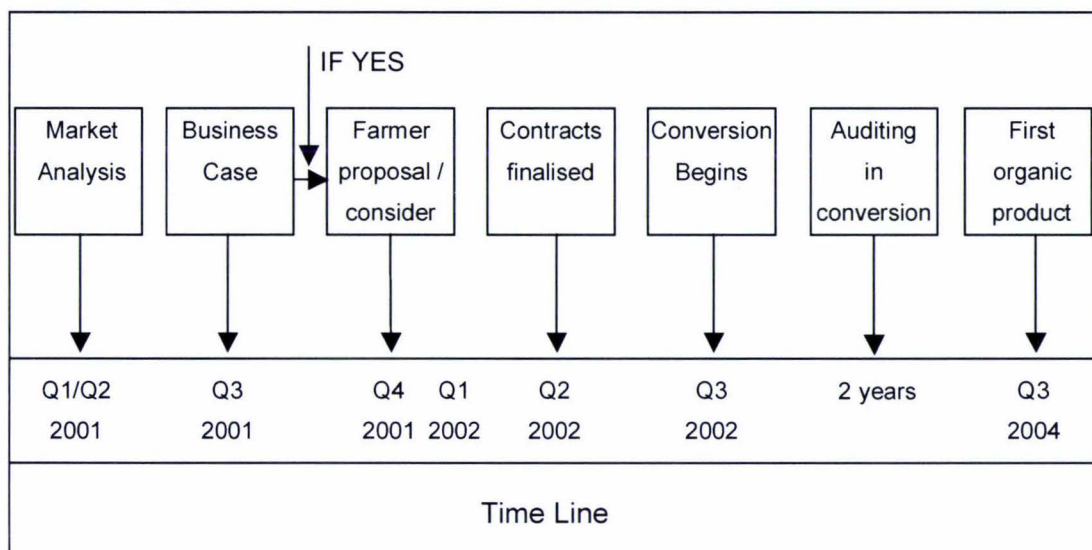 IF YES
Market
Analysis
Business
Case
Farmer
proposal /
consider
Contracts
finalised
Conversion
Begins
Auditing
in
conversion
First
organic
product
Q1/Q2
2001
Q3
2001
Q4 Q1
2001 2002
Q2
2002
Q3
2002
2 years
Q3
2004
Time Line